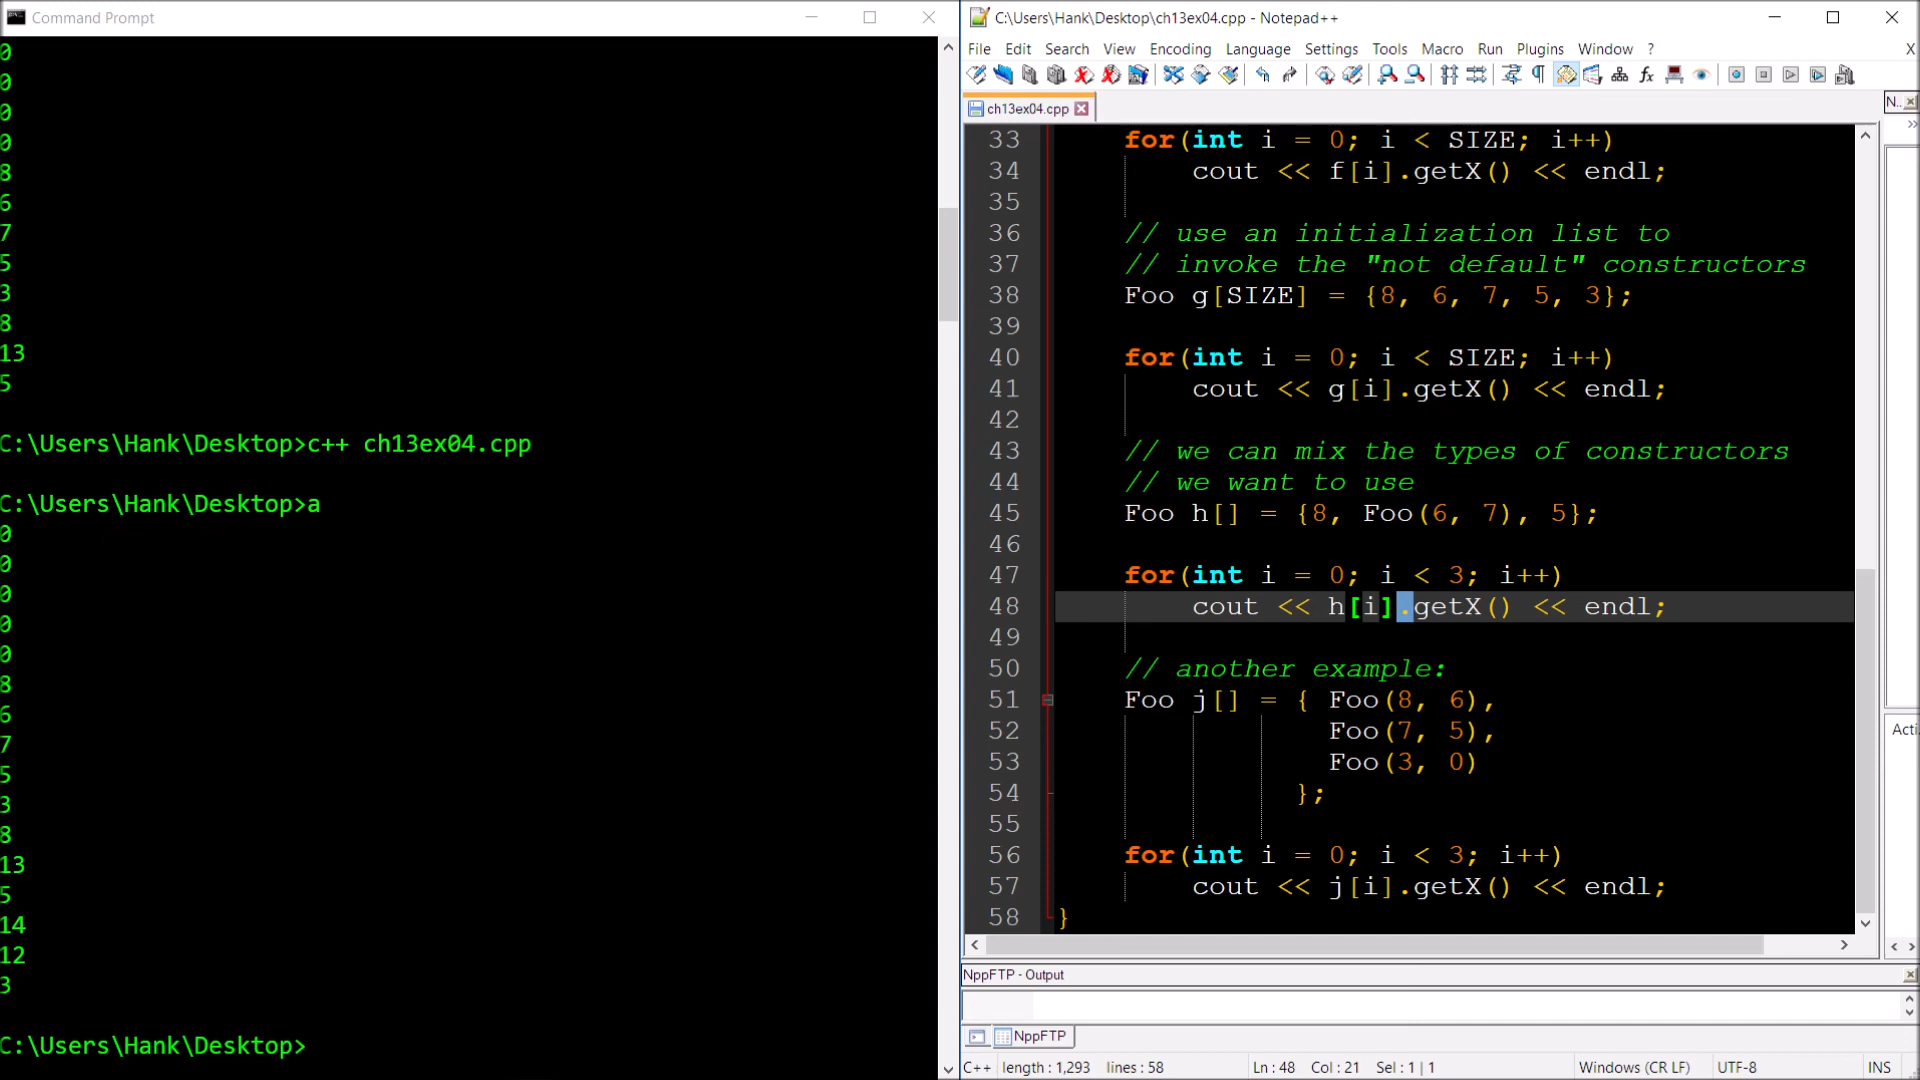 Command Prompt
0
0
0
0
8
6
7
5
3
8
13
5
C:\Users\Hank\Desktop>c++ ch13ex04.cpp
C:\Users\Hank\Desktop>a
0
0
0
0
0
8
6
7
5
3
8
13
5
14
12
3
C:\Users\Hank\Desktop>
C:\Users\Hank\Desktop\ch13ex04.cpp - Notepad++
File Edit Search View Encoding Language Settings Tools Macro Run Plugins Window ? X
ch13ex04.cpp
N..
33 for(int i = 0; i < SIZE; i++)
34 cout << f[i].getX() << endl;
35
36 // use an initialization list to
37 // invoke the "not default" constructors
38 Foo g[SIZE] = {8, 6, 7, 5, 3};
39
40 for(int i = 0; i < SIZE; i++)
41 cout << g[i].getX() << endl;
42
43 // we can mix the types of constructors
44 // we want to use
45 Foo h[] = {8, Foo(6, 7), 5};
46
47 for(int i = 0; i < 3; i++)
48 cout << h[i].getX() << endl;
49
50 // another example:
51 Foo j[] = { Foo(8, 6),
52 Foo(7, 5),
53 Foo(3, 0)
54 };
55
56 for(int i = 0; i < 3; i++)
57 cout << j[i].getX() << endl;
58 }
Acti
NppFTP - Output
NppFTP
C++ length : 1,293 lines : 58 Ln : 48 Col : 21 Sel : 1 | 1 Windows (CR LF) UTF-8 INS